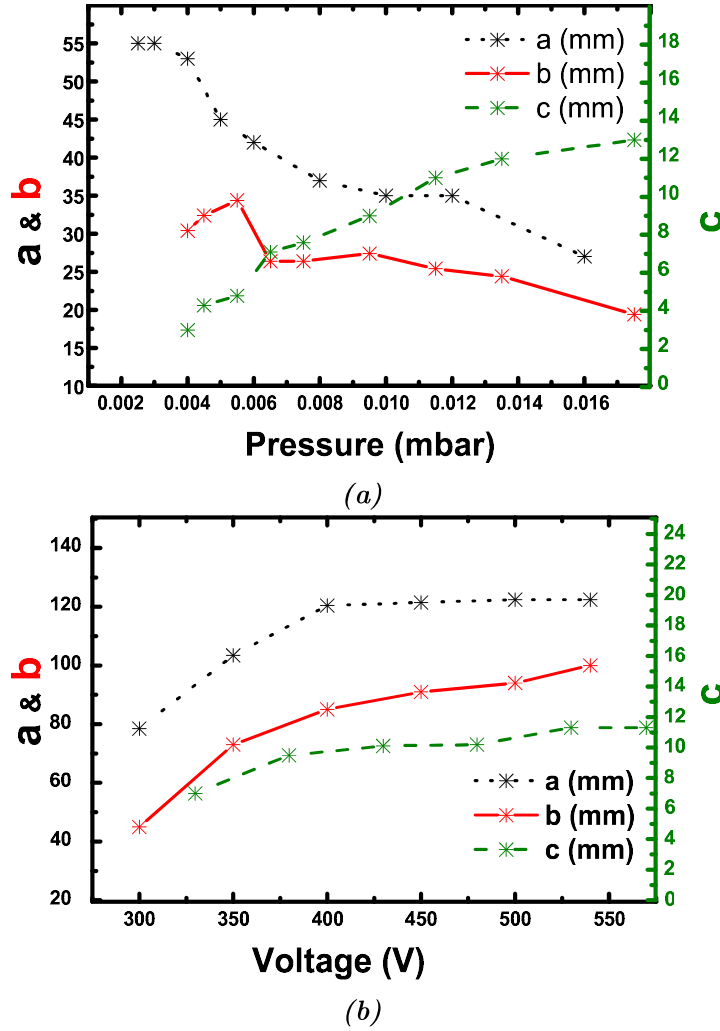 a (mm)
b (mm)
c (mm)
55
50
45
40
35
30
25
20
15
10
a & b
18
16
14
12
10
8
6
4
2
0
c
0.002 0.004 0.006 0.008 0.010 0.012 0.014 0.016
Pressure (mbar)
(a)
140
120
100
80
60
40
20
a & b
24
22
20
18
16
14
12
10
8
6
4
2
0
c
a (mm)
b (mm)
c (mm)
300 350 400 450 500 550
Voltage (V)
(b)